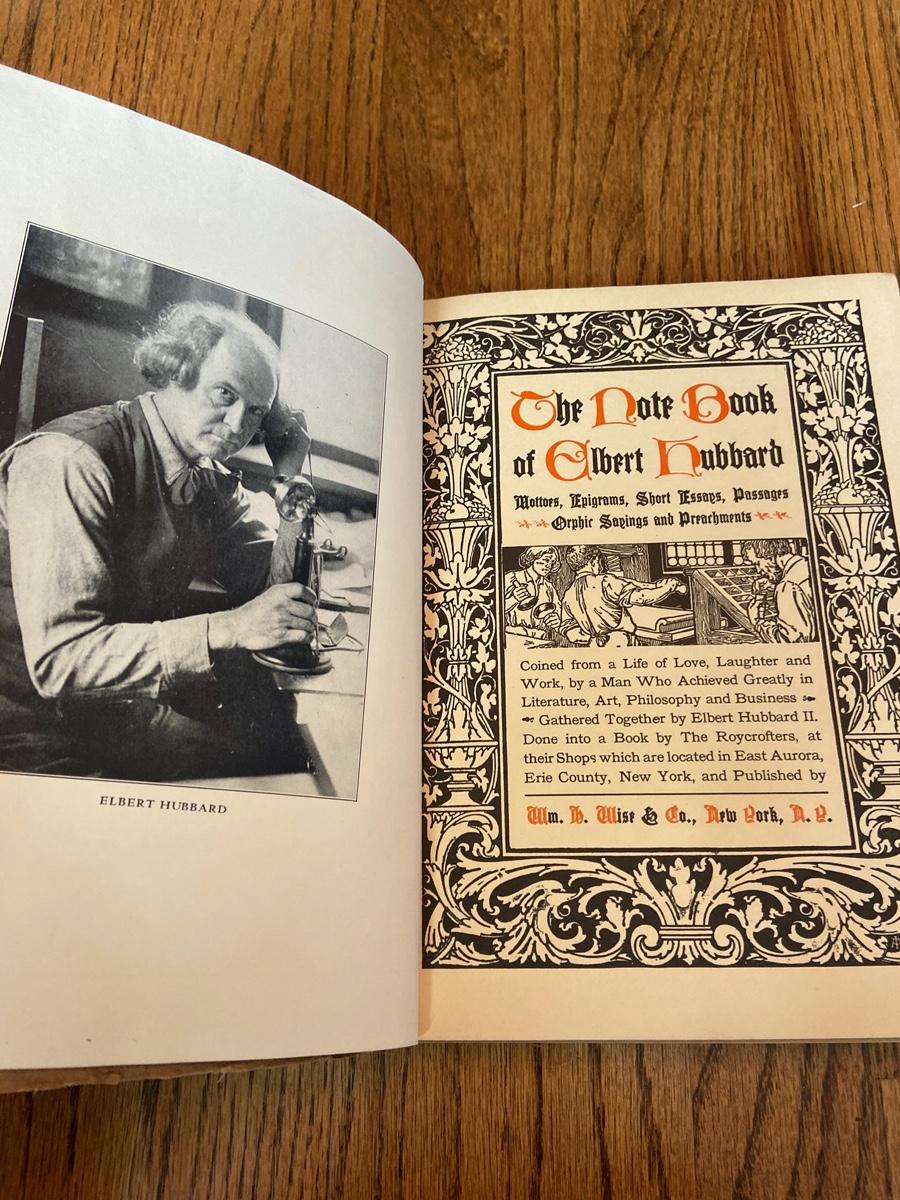 ELBERT HUBBARD
The Note Book
of Elbert Hubbard
Mottoes, Epigrams, Short Essays, Passages
Orphic Sayings and Preachments
Coined from a Life of Love, Laughter and
Work, by a Man Who Achieved Greatly in
Literature, Art, Philosophy and Business
Gathered Together by Elbert Hubbard II.
Done into a Book by The Roycrofters, at
their Shops which are located in East Aurora,
Erie County, New York, and Published by
Wm. H. Wise & Co., New York, N. Y.